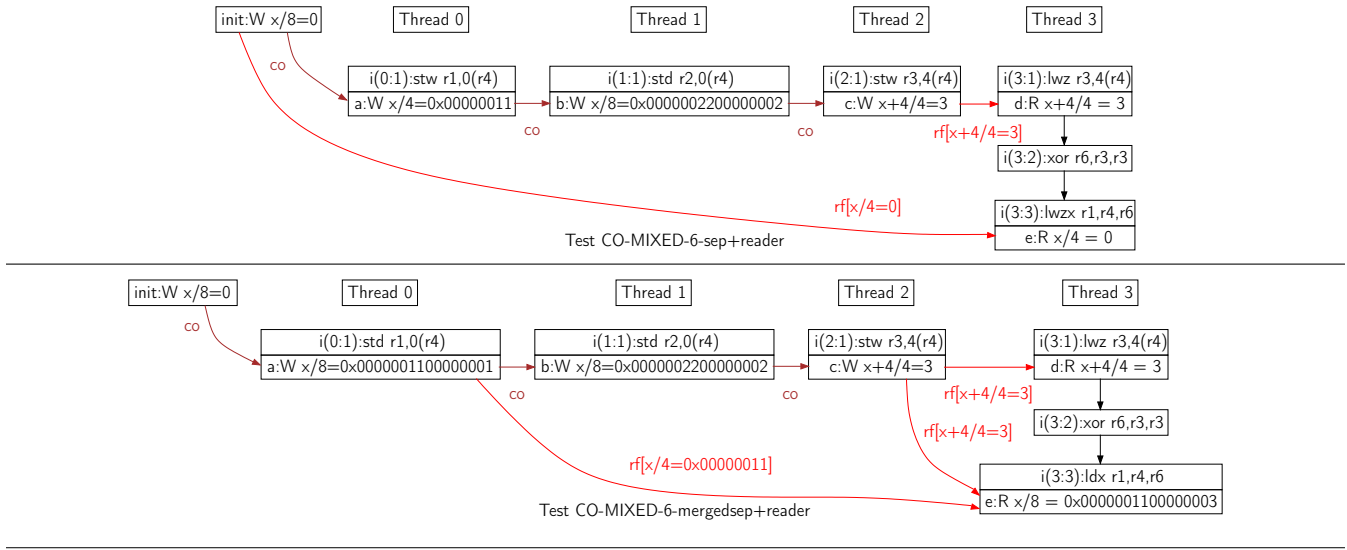 init:W x/8=0
Thread 0
Thread 1
Thread 2
Thread 3
co
i(0:1):stw r1,0(r4)
a:W x/4=0x00000011
co
i(1:1):std r2,0(r4)
b:W x/8=0x0000002200000002
co
i(2:1):stw r3,4(r4)
c:W x+4/4=3
rf[x+4/4=3]
i(3:1):lwz r3,4(r4)
d:R x+4/4 = 3
i(3:2):xor r6,r3,r3
rf[x/4=0]
i(3:3):lwzx r1,r4,r6
e:R x/4 = 0
Test CO-MIXED-6-sep+reader
init:W x/8=0
Thread 0
Thread 1
Thread 2
Thread 3
co
i(0:1):std r1,0(r4)
a:W x/8=0x0000001100000001
co
i(1:1):std r2,0(r4)
b:W x/8=0x0000002200000002
co
i(2:1):stw r3,4(r4)
c:W x+4/4=3
rf[x+4/4=3]
i(3:1):lwz r3,4(r4)
d:R x+4/4 = 3
i(3:2):xor r6,r3,r3
rf[x+4/4=3]
rf[x/4=0x00000011]
i(3:3):ldx r1,r4,r6
e:R x/8 = 0x0000001100000003
Test CO-MIXED-6-mergedsep+reader